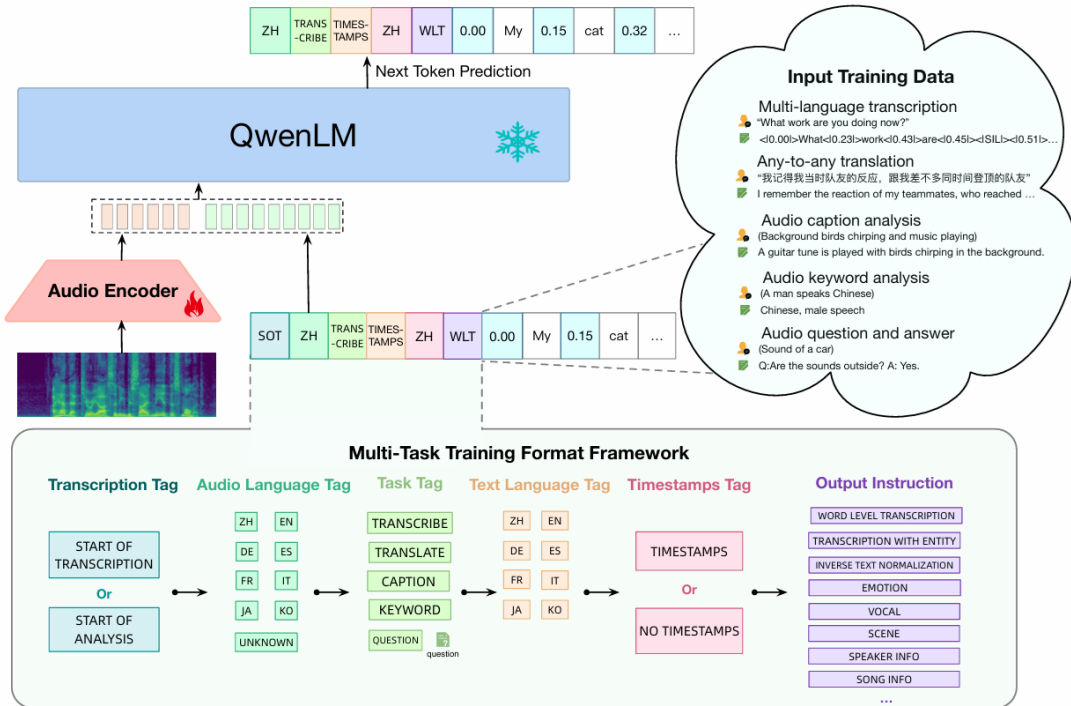 ZH TRANS-CRIBE TIMES-TAMPS ZH WLT 0.00 My 0.15 cat 0.32 ...
Next Token Prediction
QwenLM
Audio Encoder
SOT ZH TRANS-CRIBE TIMES-TAMPS ZH WLT 0.00 My 0.15 cat ...
Input Training Data
Multi-language transcription
“What work are you doing now?”
<|0.00|>What<|0.23|>work<|0.43|>are<|0.45|><|SIL|><|0.51|>...
Any-to-any translation
“我记得我当时队友的反应，跟我差不多同时间登顶的队友”
I remember the reaction of my teammates, who reached ...
Audio caption analysis
(Background birds chirping and music playing)
A guitar tune is played with birds chirping in the background.
Audio keyword analysis
(A man speaks Chinese)
Chinese, male speech
Audio question and answer
(Sound of a car)
Q:Are the sounds outside? A: Yes.
Multi-Task Training Format Framework
Transcription Tag
START OF
TRANSCRIPTION
Or
START OF
ANALYSIS
Audio Language Tag
ZH EN
DE ES
FR IT
JA KO
UNKNOWN
Task Tag
TRANSCRIBE
TRANSLATE
CAPTION
KEYWORD
QUESTION
question
Text Language Tag
ZH EN
DE ES
FR IT
JA KO
Timestamps Tag
TIMESTAMPS
Or
NO TIMESTAMPS
Output Instruction
WORD LEVEL TRANSCRIPTION
TRANSCRIPTION WITH ENTITY
INVERSE TEXT NORMALIZATION
EMOTION
VOCAL
SCENE
SPEAKER INFO
SONG INFO
...